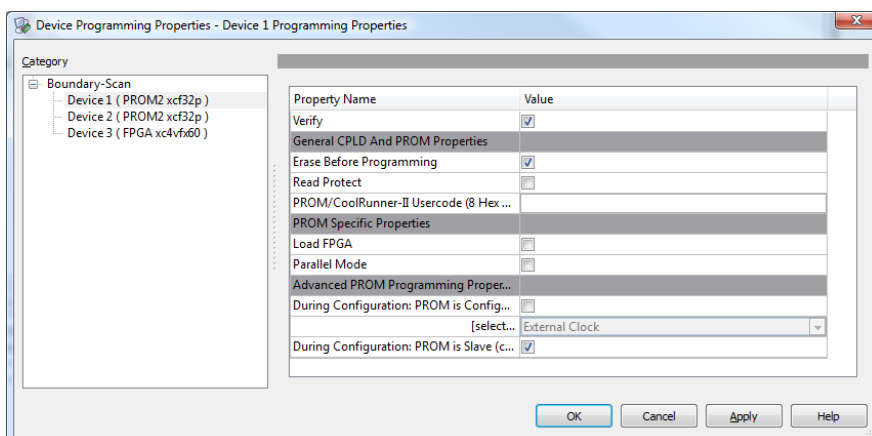 Device Programming Properties - Device 1 Programming Properties
Category
Boundary-Scan
Device 1 ( PROM2 xcf32p )
Device 2 ( PROM2 xcf32p )
Device 3 ( FPGA xc4vfx60 )
Property Name Value
Verify
General CPLD And PROM Properties
Erase Before Programming
Read Protect
PROM/CoolRunner-II Usercode (8 Hex ...
PROM Specific Properties
Load FPGA
Parallel Mode
Advanced PROM Programming Proper...
During Configuration: PROM is Config...
[select... External Clock
During Configuration: PROM is Slave (c...
OK Cancel Apply Help